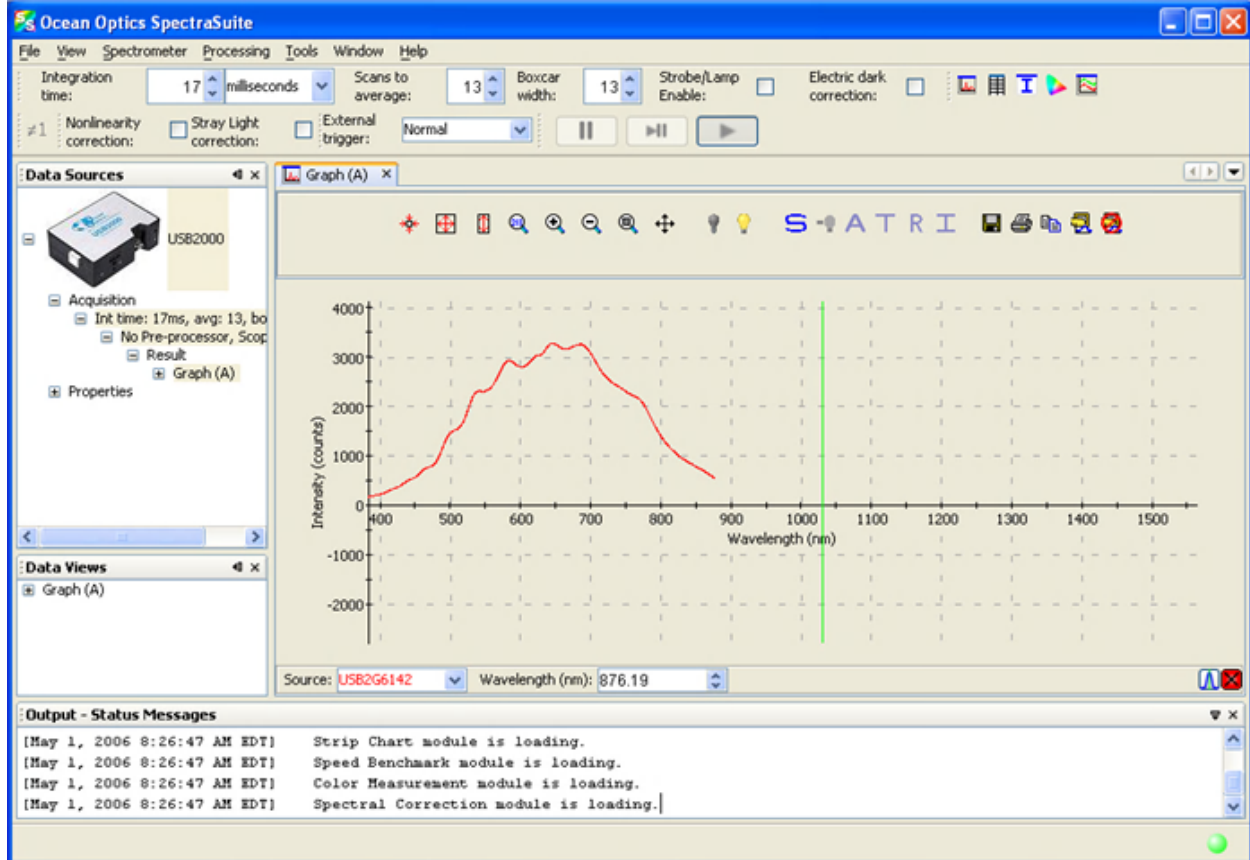 Ocean Optics SpectraSuite
File View Spectrometer Processing Tools Window Help
Integration time: 17 milliseconds Scans to average: 13 Boxcar width: 13 Strobe/Lamp Enable: Electric dark correction:
≠1 Nonlinearity correction: Stray Light correction: External trigger: Normal
Data Sources
USB2000
Acquisition
Int time: 17ms, avg: 13, bo
No Pre-processor, Scop
Result
Graph (A)
Properties
Data Views
Graph (A)
Graph (A)
S A T R I
4000
3000
2000
1000
0
-1000
-2000
Intensity (counts)
400 500 600 700 800 900 1000 1100 1200 1300 1400 1500
Wavelength (nm)
Source: USB2G6142 Wavelength (nm): 876.19
Output - Status Messages
[May 1, 2006 8:26:47 AM EDT] Strip Chart module is loading.
[May 1, 2006 8:26:47 AM EDT] Speed Benchmark module is loading.
[May 1, 2006 8:26:47 AM EDT] Color Measurement module is loading.
[May 1, 2006 8:26:47 AM EDT] Spectral Correction module is loading.